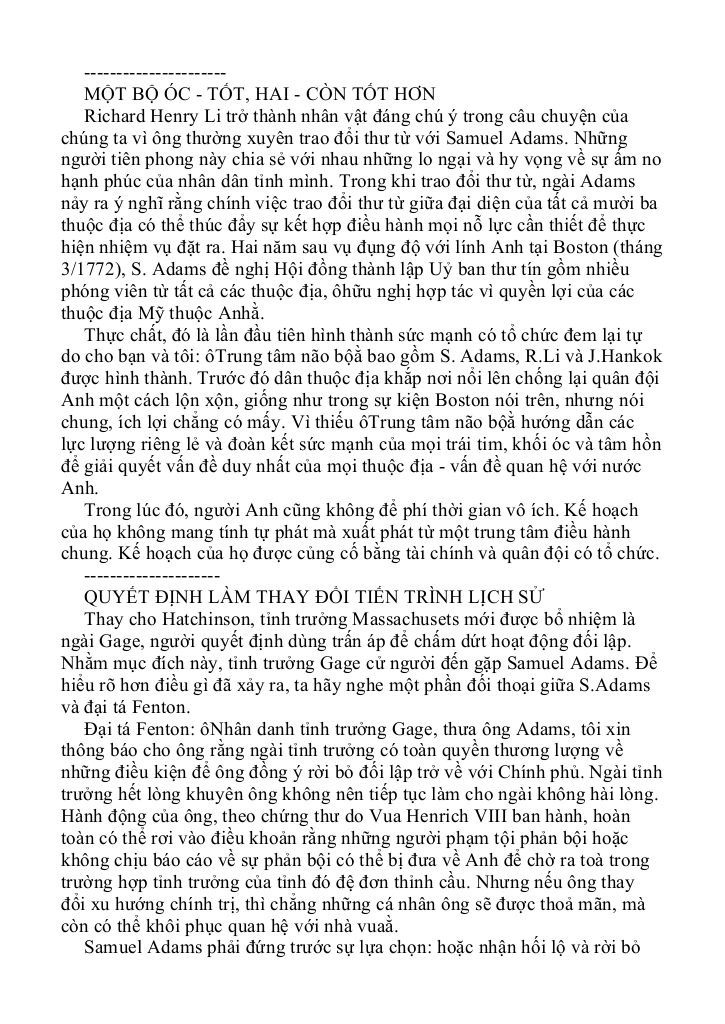 ----------------------
MỘT BỘ ÓC - TỐT, HAI - CÒN TỐT HƠN
Richard Henry Li trở thành nhân vật đáng chú ý trong câu chuyện của
chúng ta vì ông thường xuyên trao đổi thư từ với Samuel Adams. Những
người tiên phong này chia sẻ với nhau những lo ngại và hy vọng về sự ấm no
hạnh phúc của nhân dân tỉnh mình. Trong khi trao đổi thư từ, ngài Adams
nảy ra ý nghĩ rằng chính việc trao đổi thư từ giữa đại diện của tất cả mười ba
thuộc địa có thể thúc đẩy sự kết hợp điều hành mọi nỗ lực cần thiết để thực
hiện nhiệm vụ đặt ra. Hai năm sau vụ đụng độ với lính Anh tại Boston (tháng
3/1772), S. Adams đề nghị Hội đồng thành lập Uỷ ban thư tín gồm nhiều
phóng viên từ tất cả các thuộc địa, ôhữu nghị hợp tác vì quyền lợi của các
thuộc địa Mỹ thuộc Anhằ.
Thực chất, đó là lần đầu tiên hình thành sức mạnh có tổ chức đem lại tự
do cho bạn và tôi: ôTrung tâm não bộằ bao gồm S. Adams, R.Li và J.Hankok
được hình thành. Trước đó dân thuộc địa khắp nơi nổi lên chống lại quân đội
Anh một cách lộn xộn, giống như trong sự kiện Boston nói trên, nhưng nói
chung, ích lợi chẳng có mấy. Vì thiếu ôTrung tâm não bộằ hướng dẫn các
lực lượng riêng lẻ và đoàn kết sức mạnh của mọi trái tim, khối óc và tâm hồn
để giải quyết vấn đề duy nhất của mọi thuộc địa - vấn đề quan hệ với nước
Anh.
Trong lúc đó, người Anh cũng không để phí thời gian vô ích. Kế hoạch
của họ không mang tính tự phát mà xuất phát từ một trung tâm điều hành
chung. Kế hoạch của họ được củng cố bằng tài chính và quân đội có tổ chức.
---------------------
QUYẾT ĐỊNH LÀM THAY ĐỔI TIẾN TRÌNH LỊCH SỬ
Thay cho Hatchinson, tỉnh trưởng Massachusets mới được bổ nhiệm là
ngài Gage, người quyết định dùng trấn áp để chấm dứt hoạt động đối lập.
Nhằm mục đích này, tỉnh trưởng Gage cử người đến gặp Samuel Adams. Để
hiểu rõ hơn điều gì đã xảy ra, ta hãy nghe một phần đối thoại giữa S.Adams
và đại tá Fenton.
Đại tá Fenton: ôNhân danh tỉnh trưởng Gage, thưa ông Adams, tôi xin
thông báo cho ông rằng ngài tỉnh trưởng có toàn quyền thương lượng về
những điều kiện để ông đồng ý rời bỏ đối lập trở về với Chính phủ. Ngài tỉnh
trưởng hết lòng khuyên ông không nên tiếp tục làm cho ngài không hài lòng.
Hành động của ông, theo chứng thư do Vua Henrich VIII ban hành, hoàn
toàn có thể rơi vào điều khoản rằng những người phạm tội phản bội hoặc
không chịu báo cáo về sự phản bội có thể bị đưa về Anh để chờ ra toà trong
trường hợp tỉnh trưởng của tỉnh đó đệ đơn thỉnh cầu. Nhưng nếu ông thay
đổi xu hướng chính trị, thì chẳng những cá nhân ông sẽ được thoả mãn, mà
còn có thể khôi phục quan hệ với nhà vuaằ.
Samuel Adams phải đứng trước sự lựa chọn: hoặc nhận hối lộ và rời bỏ